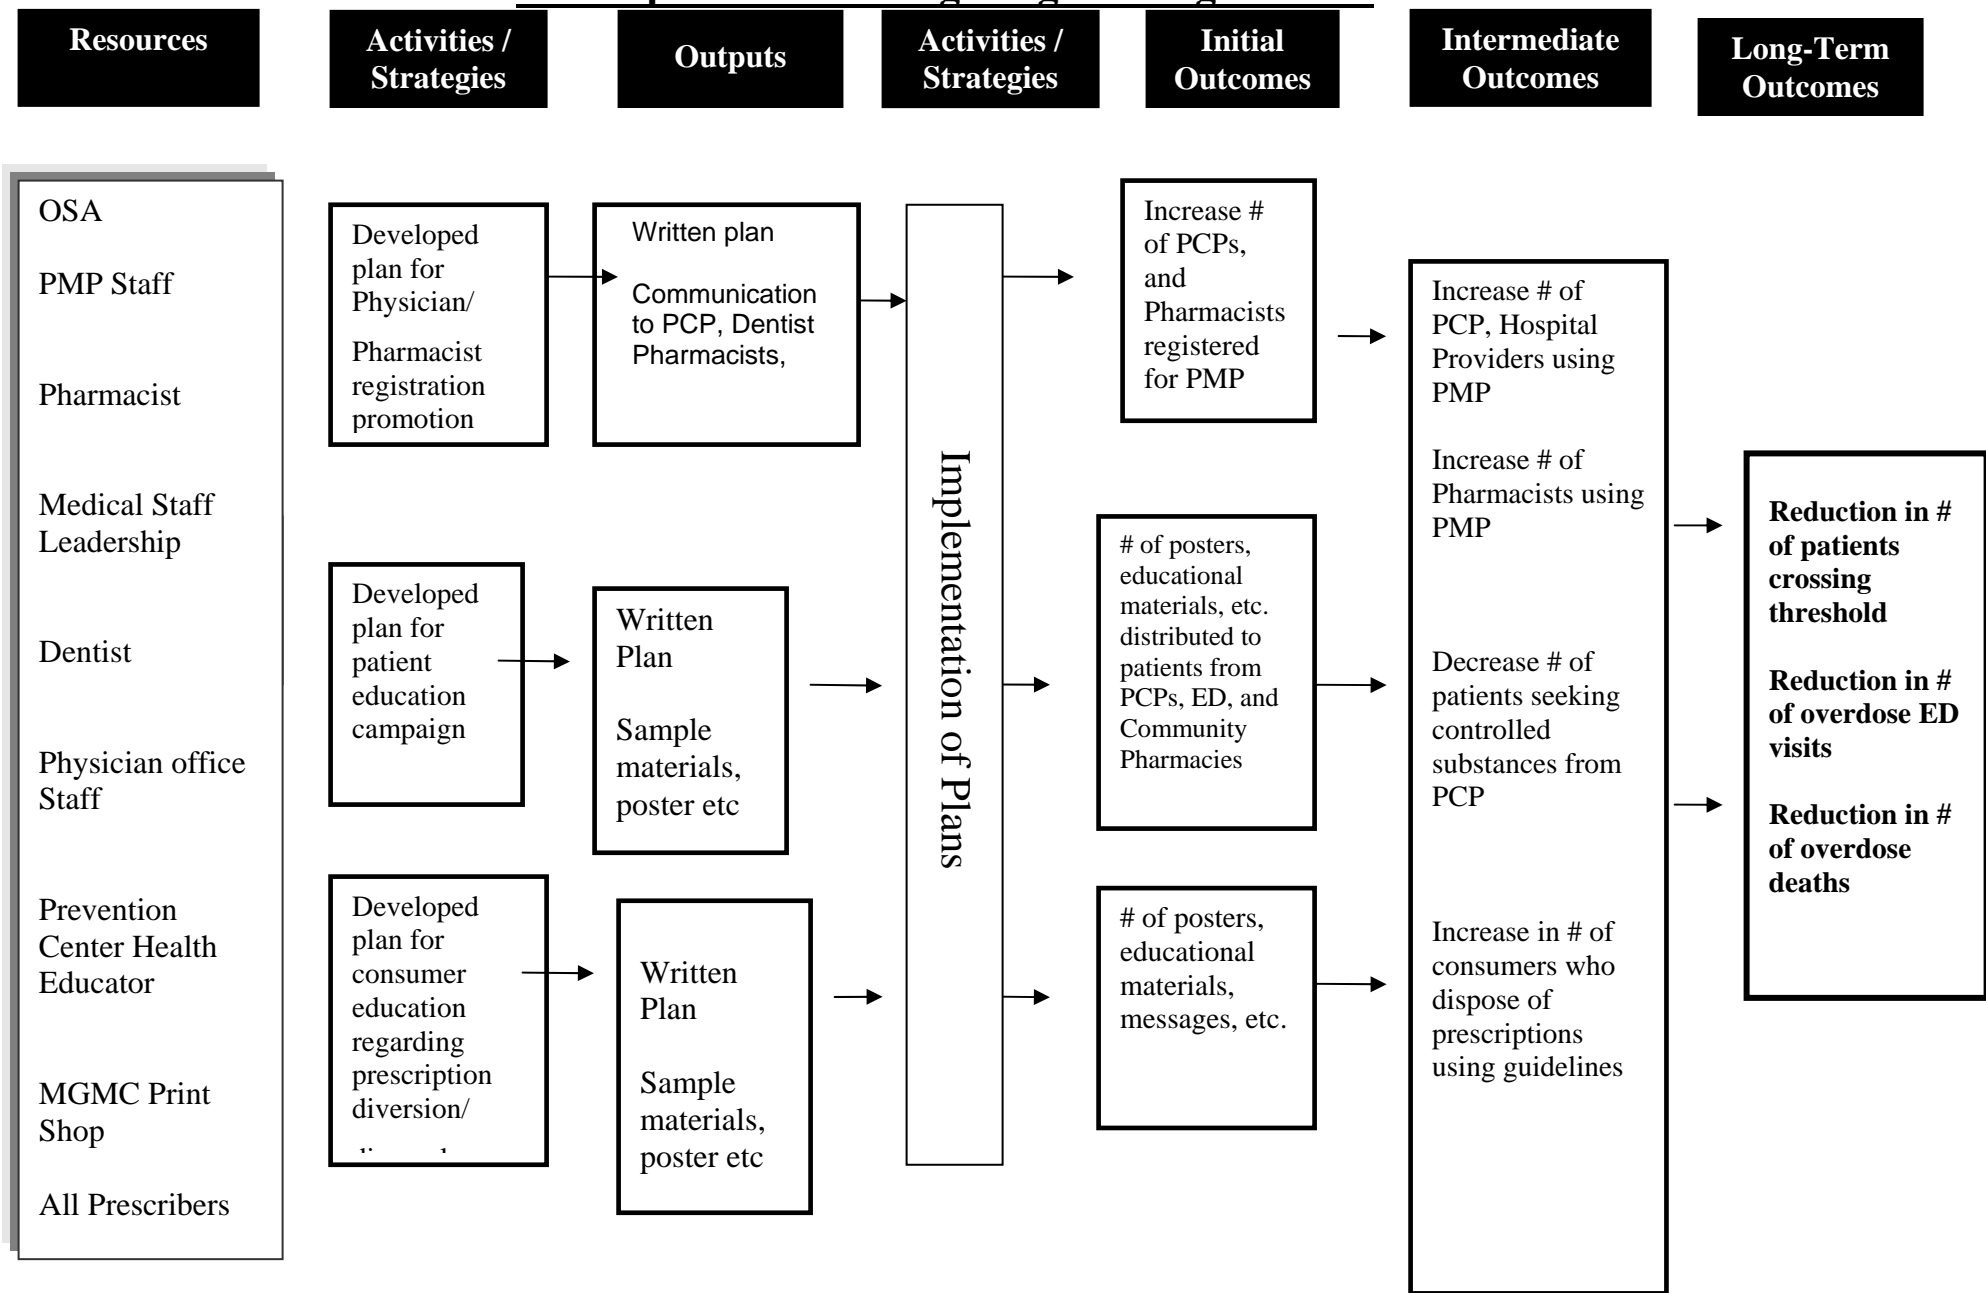 Resources
Activities /
Strategies
Outputs
Activities /
Strategies
Initial
Outcomes
Intermediate
Outcomes
Long-Term
Outcomes
OSA
PMP Staff
Pharmacist
Medical Staff
Leadership
Dentist
Physician office
Staff
Prevention
Center Health
Educator
MGMC Print
Shop
All Prescribers
Developed
plan for
Physician/
Pharmacist
registration
promotion
Developed
plan for
patient
education
campaign
Developed
plan for
consumer
education
regarding
prescription
diversion/
Written plan
Communication
to PCP, Dentist
Pharmacists,
Written
Plan
Sample
materials,
poster etc
Written
Plan
Sample
materials,
poster etc
Implementation of Plans
Increase #
of PCPs,
and
Pharmacists
registered
for PMP
# of posters,
educational
materials, etc.
distributed to
patients from
PCPs, ED, and
Community
Pharmacies
# of posters,
educational
materials,
messages, etc.
Increase # of
PCP, Hospital
Providers using
PMP
Increase # of
Pharmacists using
PMP
Decrease # of
patients seeking
controlled
substances from
PCP
Increase in # of
consumers who
dispose of
prescriptions
using guidelines
Reduction in #
of patients
crossing
threshold
Reduction in #
of overdose ED
visits
Reduction in #
of overdose
deaths